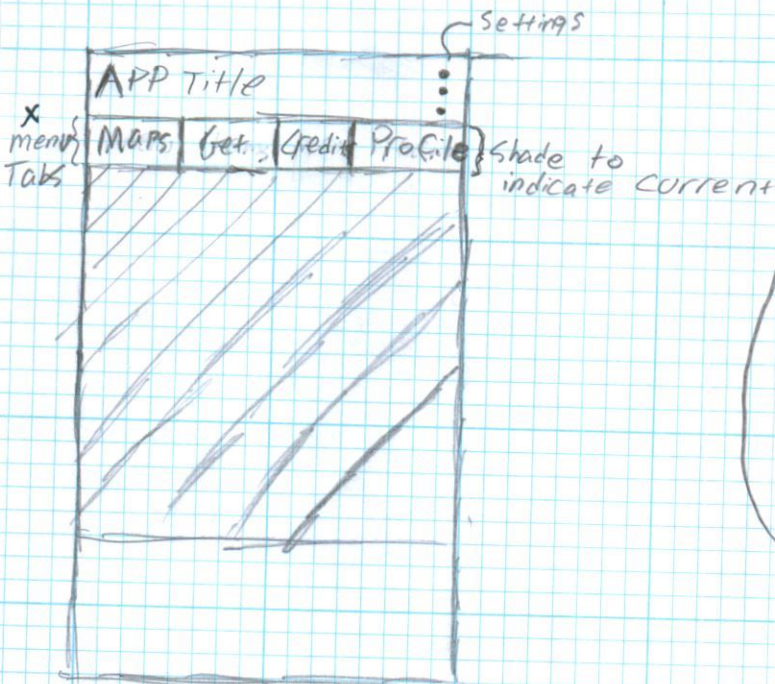 Settings
APP Title
x
menu
Tabs
Maps Get Credit Profile
Shade to
indicate current